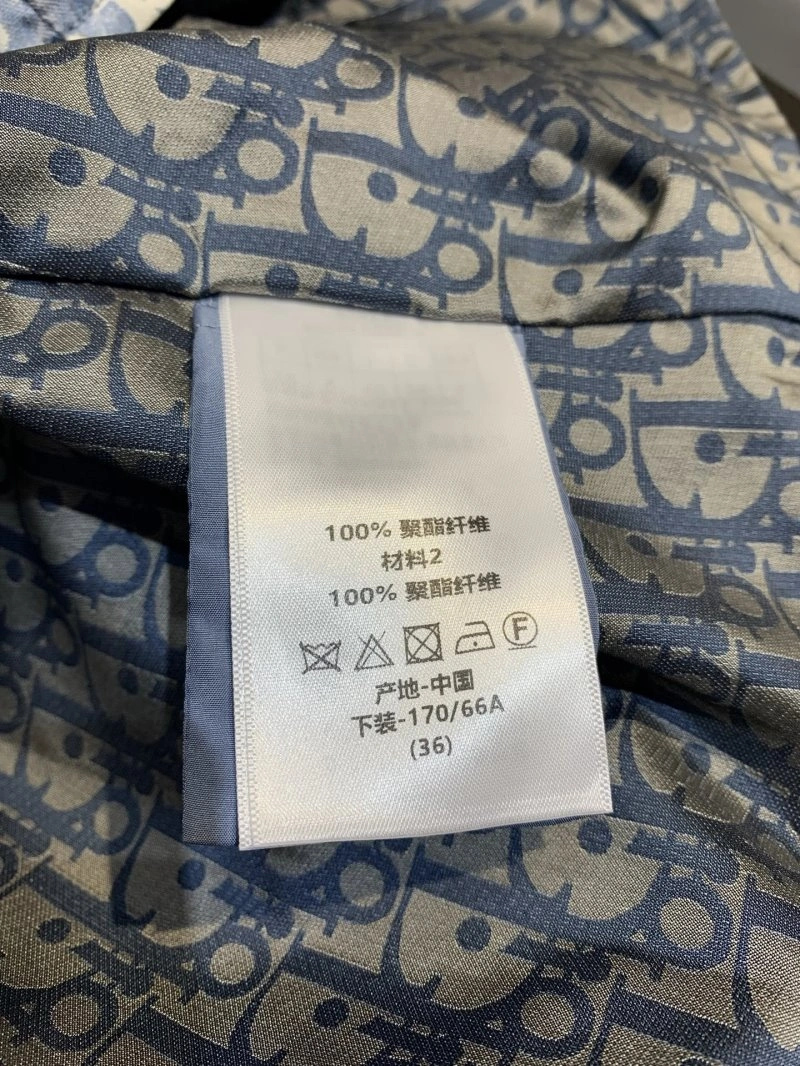 100% 聚酯纤维
材料2
100% 聚酯纤维
F
产地-中国
下装-170/66A
(36)